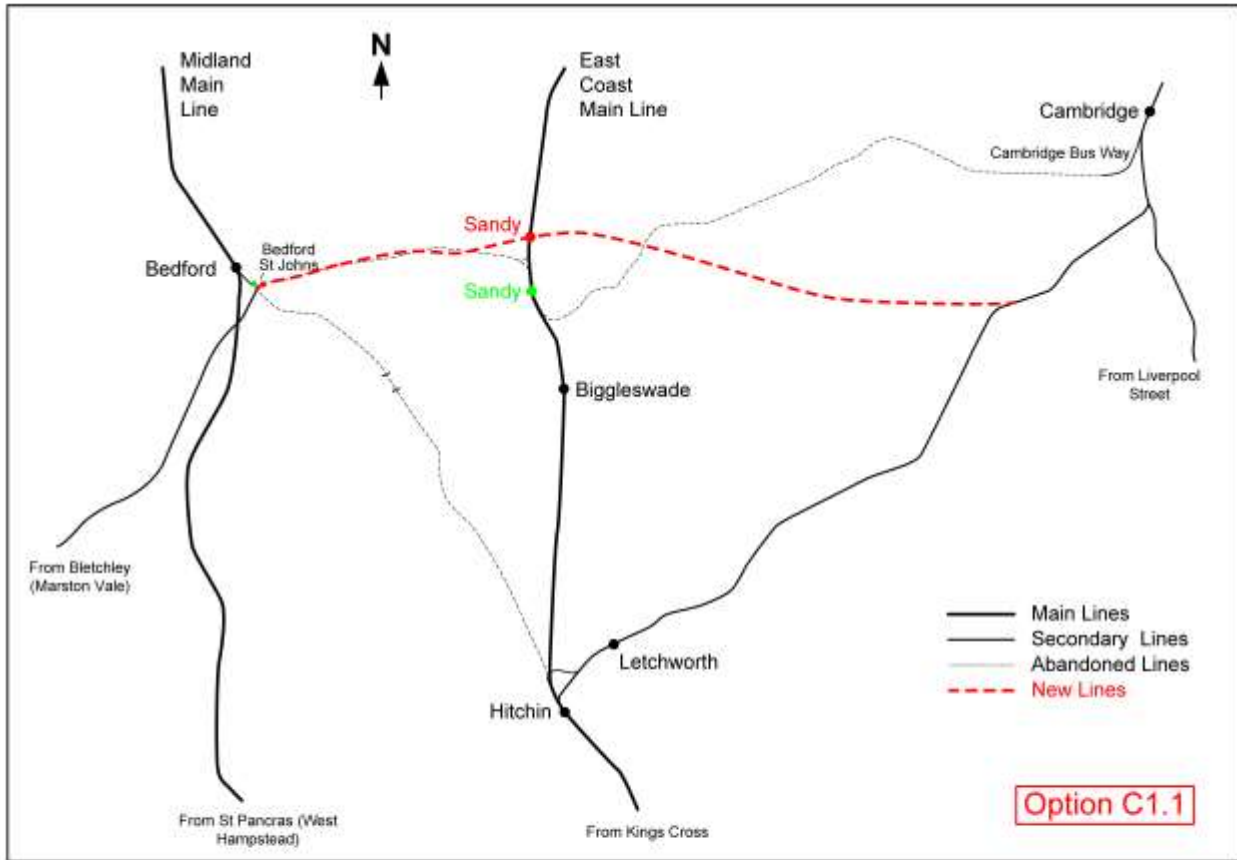 Midland
Main
Line
N
East
Coast
Main Line
Cambridge
Cambridge Bus Way
Sandy
Bedford
St Johns
Bedford
Sandy
From Liverpool
Street
Biggleswade
From Bletchley
(Marston Vale)
Main Lines
Secondary Lines
Abandoned Lines
New Lines
Letchworth
Hitchin
Option C1.1
From St Pancras (West
Hampstead)
From Kings Cross